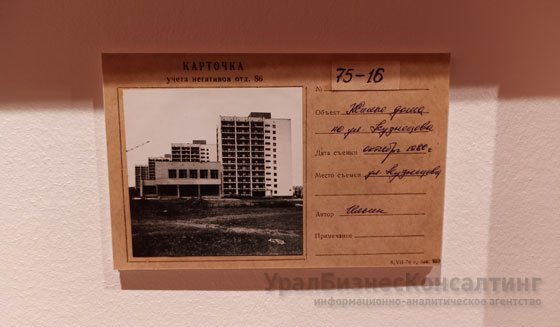 КАРТОЧКА
учета негативов отд. 86
№ 75-16
Объект Жилые дома
по ул. Кузнецова
Дата съемки октябрь 1980 г.
Место съемки ул. Кузнецова
Автор
Примечание
УралБизнесКонсалтинг
информационно-аналитическое агентство